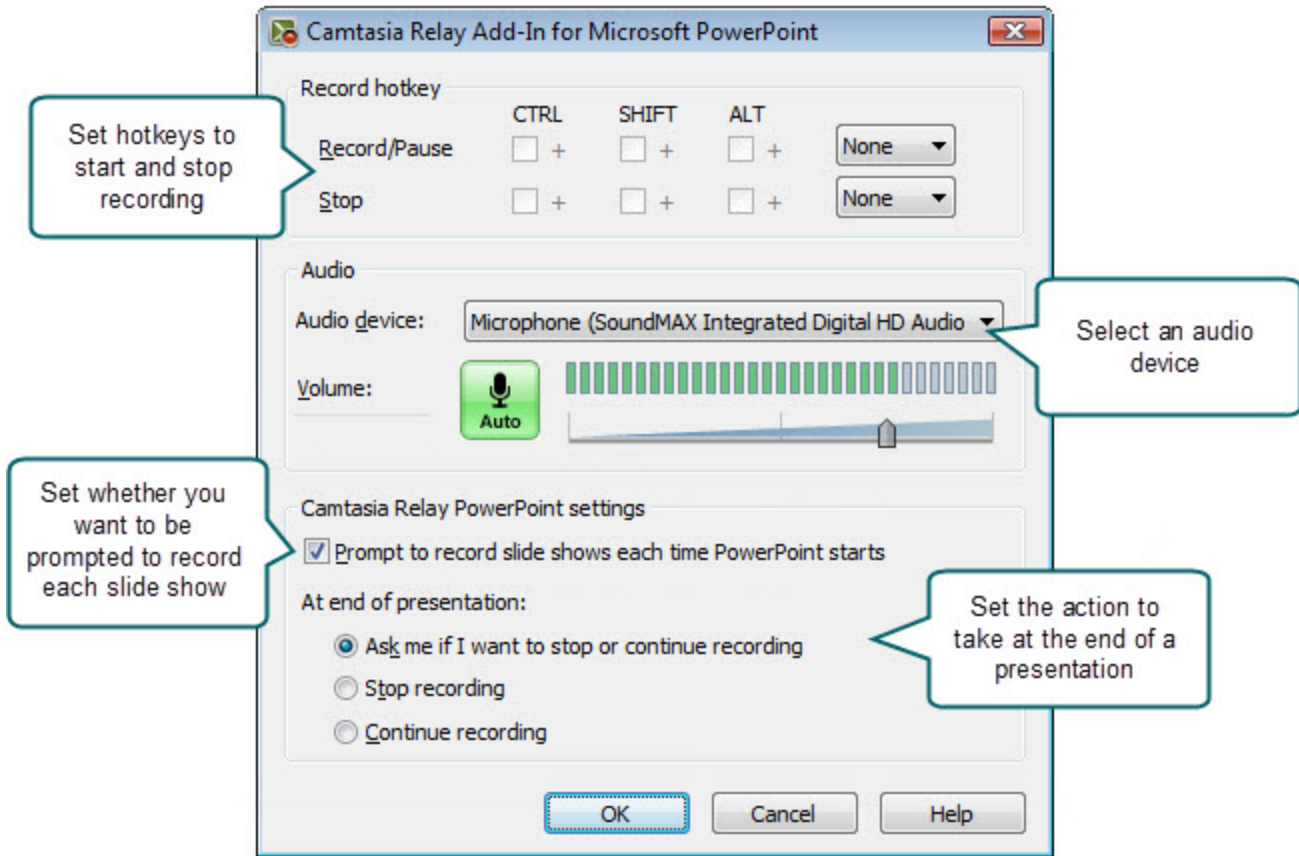 Camtasia Relay Add-In for Microsoft PowerPoint
Record hotkey
CTRL SHIFT ALT
Record/Pause + + + None
Stop + + + None
Set hotkeys to
start and stop
recording
Audio
Audio device: Microphone (SoundMAX Integrated Digital HD Audio
Select an audio
device
Volume:
Auto
Set whether you
want to be
prompted to record
each slide show
Camtasia Relay PowerPoint settings
Prompt to record slide shows each time PowerPoint starts
At end of presentation:
Ask me if I want to stop or continue recording
Stop recording
Continue recording
Set the action to
take at the end of a
presentation
OK Cancel Help